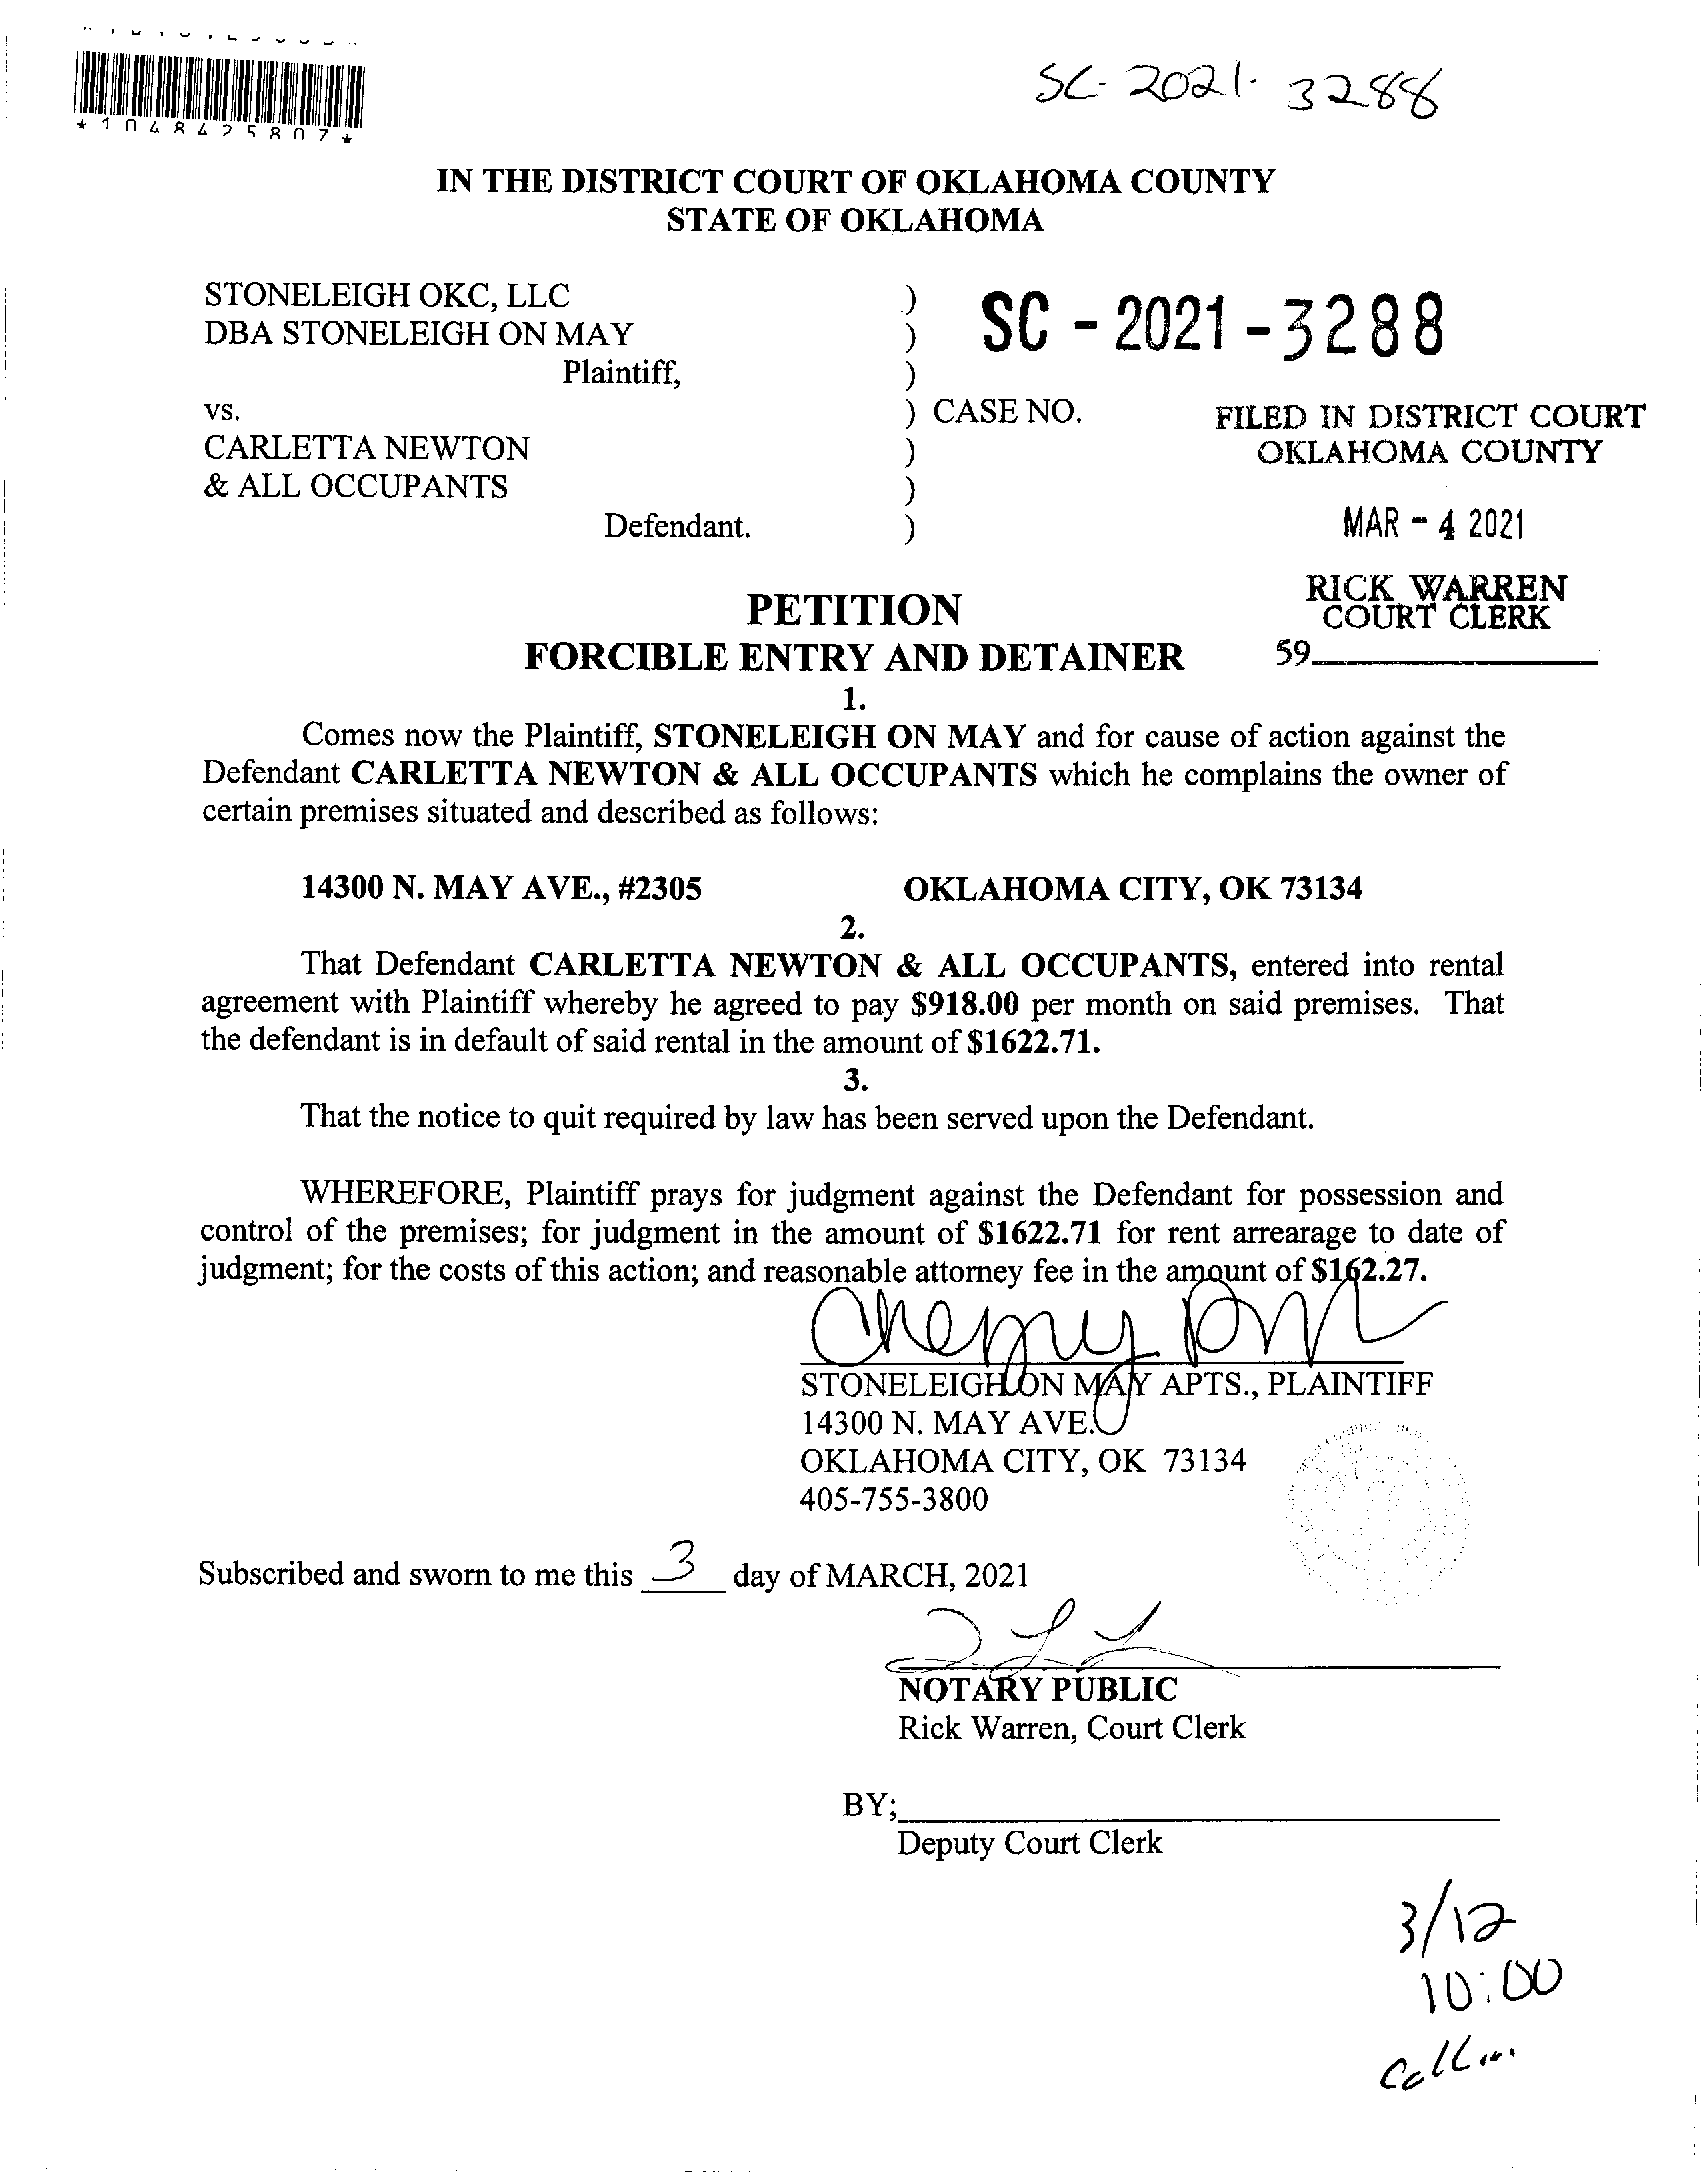 *1048425807*
SC-2021-3288
IN THE DISTRICT COURT OF OKLAHOMA COUNTY
STATE OF OKLAHOMA
STONELEIGH OKC, LLC )
DBA STONELEIGH ON MAY )
Plaintiff, )
SC - 2021 - 3288
vs. ) CASE NO.
CARLETTA NEWTON )
& ALL OCCUPANTS )
Defendant. )
FILED IN DISTRICT COURT
OKLAHOMA COUNTY
MAR - 4 2021
RICK WARREN
COURT CLERK
59
PETITION
FORCIBLE ENTRY AND DETAINER
1.
Comes now the Plaintiff, STONELEIGH ON MAY and for cause of action against the
Defendant CARLETTA NEWTON & ALL OCCUPANTS which he complains the owner of
certain premises situated and described as follows:
14300 N. MAY AVE., #2305 OKLAHOMA CITY, OK 73134
2.
That Defendant CARLETTA NEWTON & ALL OCCUPANTS, entered into rental
agreement with Plaintiff whereby he agreed to pay $918.00 per month on said premises. That
the defendant is in default of said rental in the amount of $1622.71.
3.
That the notice to quit required by law has been served upon the Defendant.
WHEREFORE, Plaintiff prays for judgment against the Defendant for possession and
control of the premises; for judgment in the amount of $1622.71 for rent arrearage to date of
judgment; for the costs of this action; and reasonable attorney fee in the amount of $162.27.
STONELEIGH ON MAY APTS., PLAINTIFF
14300 N. MAY AVE.
OKLAHOMA CITY, OK 73134
405-755-3800
Subscribed and sworn to me this 3 day of MARCH, 2021
NOTARY PUBLIC
Rick Warren, Court Clerk
BY;
Deputy Court Clerk
3/12
10:00